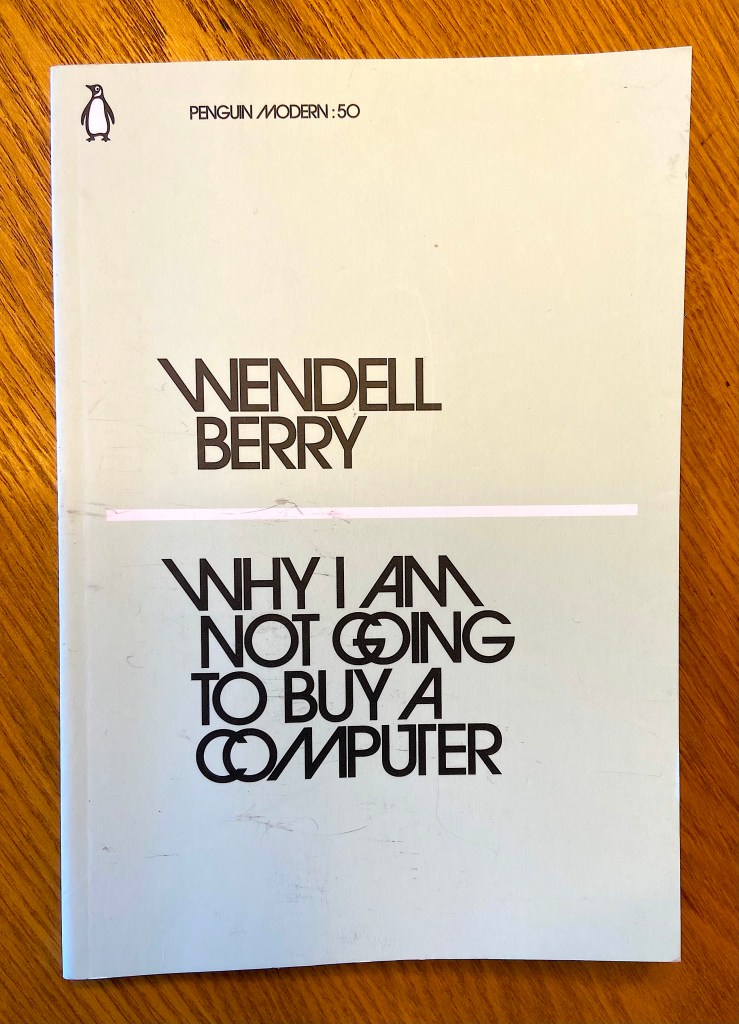 PENGUIN MODERN : 50
WENDELL
BERRY
WHY I AM
NOT GOING
TO BUY A
COMPUTER